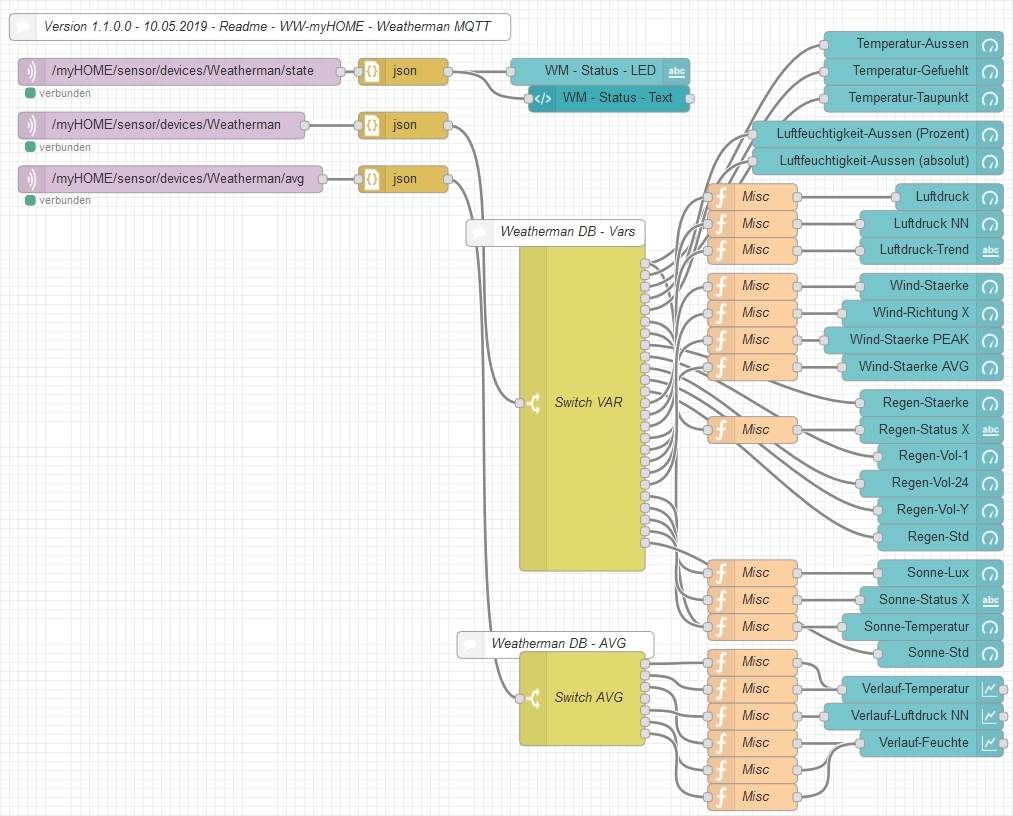 Version 1.1.0.0 - 10.05.2019 - Readme - WW-myHOME - Weatherman MQTT
/myHOME/sensor/devices/Weatherman/state
json
WM - Status - LED
abc
verbunden
WM - Status - Text
/myHOME/sensor/devices/Weatherman
json
verbunden
/myHOME/sensor/devices/Weatherman/avg
json
verbunden
Temperatur-Aussen
Temperatur-Gefuehlt
Temperatur-Taupunkt
Luftfeuchtigkeit-Aussen (Prozent)
Luftfeuchtigkeit-Aussen (absolut)
Misc
Luftdruck
Misc
Luftdruck NN
Misc
Luftdruck-Trend
abc
Weatherman DB - Vars
Switch VAR
Misc
Wind-Staerke
Misc
Wind-Richtung X
Misc
Wind-Staerke PEAK
Misc
Wind-Staerke AVG
Regen-Staerke
Misc
Regen-Status X
abc
Regen-Vol-1
Regen-Vol-24
Regen-Vol-Y
Regen-Std
Misc
Sonne-Lux
Misc
Sonne-Status X
abc
Misc
Sonne-Temperatur
Sonne-Std
Weatherman DB - AVG
Switch AVG
Misc
Misc
Verlauf-Temperatur
Misc
Verlauf-Luftdruck NN
Misc
Verlauf-Feuchte
Misc
Misc